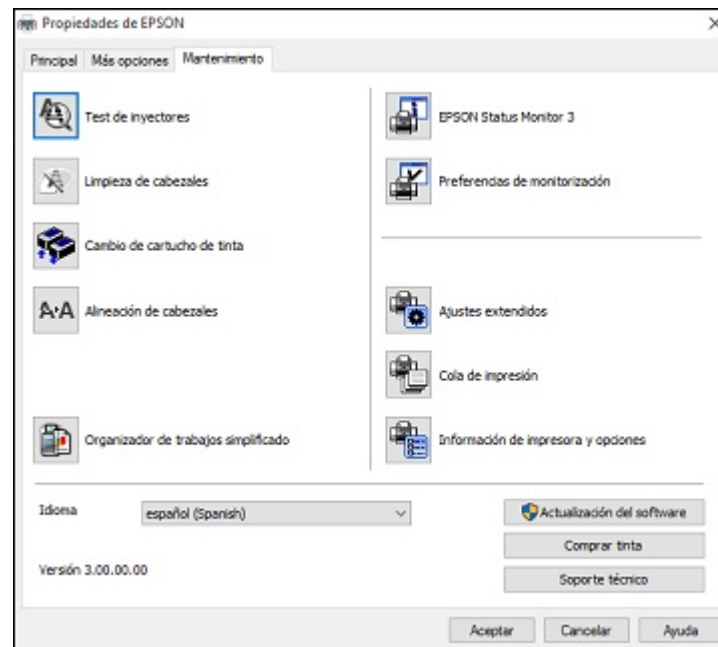 Propiedades de EPSON
Principal
Más opciones
Mantenimiento
Test de inyectores
Limpieza de cabezales
Cambio de cartucho de tinta
Alineación de cabezales
Organizador de trabajos simplificado
EPSON Status Monitor 3
Preferencias de monitorización
Ajustes extendidos
Cola de impresión
Información de impresora y opciones
Idioma
español (Spanish)
Versión 3.00.00.00
Actualización del software
Comprar tinta
Soporte técnico
Aceptar
Cancelar
Ayuda